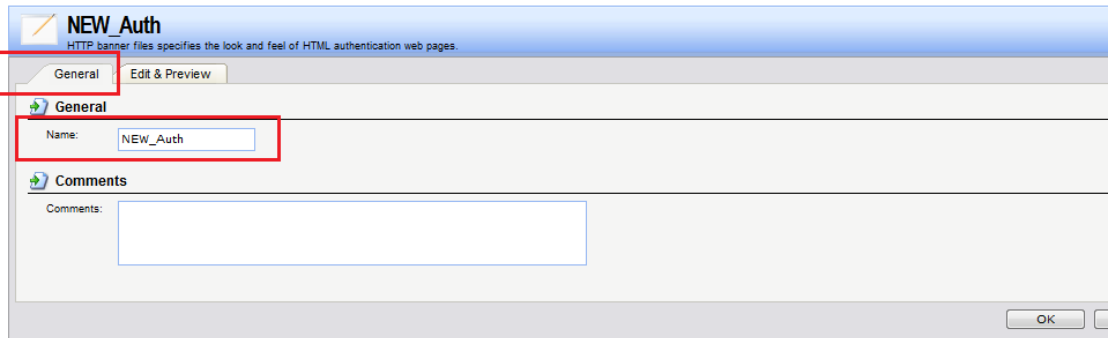 NEW_Auth
HTTP banner files specifies the look and feel of HTML authentication web pages.
General Edit & Preview
General
Name: NEW_Auth
Comments
Comments:
OK